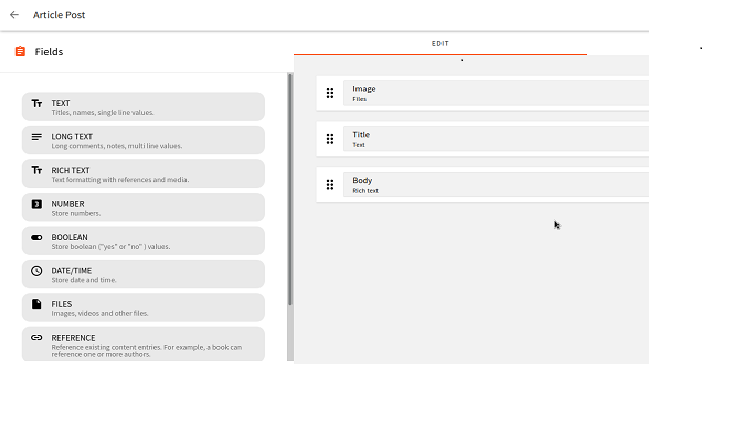 Article Post
Fields
EDIT
TEXT
Titles, names, single line values.
LONG TEXT
Long comments, notes, multi line values.
RICH TEXT
Text formatting with references and media.
NUMBER
Store numbers.
BOOLEAN
Store boolean ("yes" or "no" ) values.
DATE/TIME
Store date and time.
FILES
Images, videos and other files.
REFERENCE
Reference existing content entries. For example, a book can
reference one or more authors.
Image
Files
Title
Text
Body
Rich text